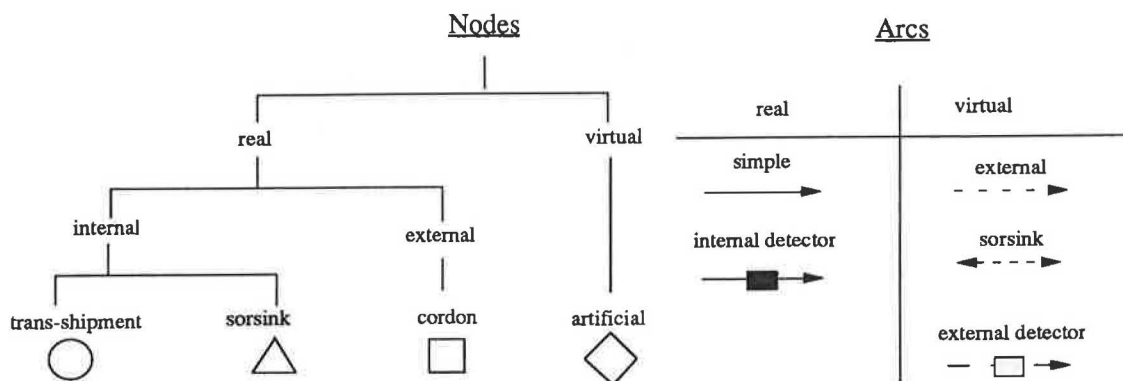 Nodes
real
virtual
internal
external
trans-shipment
sorsink
cordon
artificial
Arcs
real
virtual
simple
external
internal detector
sorsink
external detector